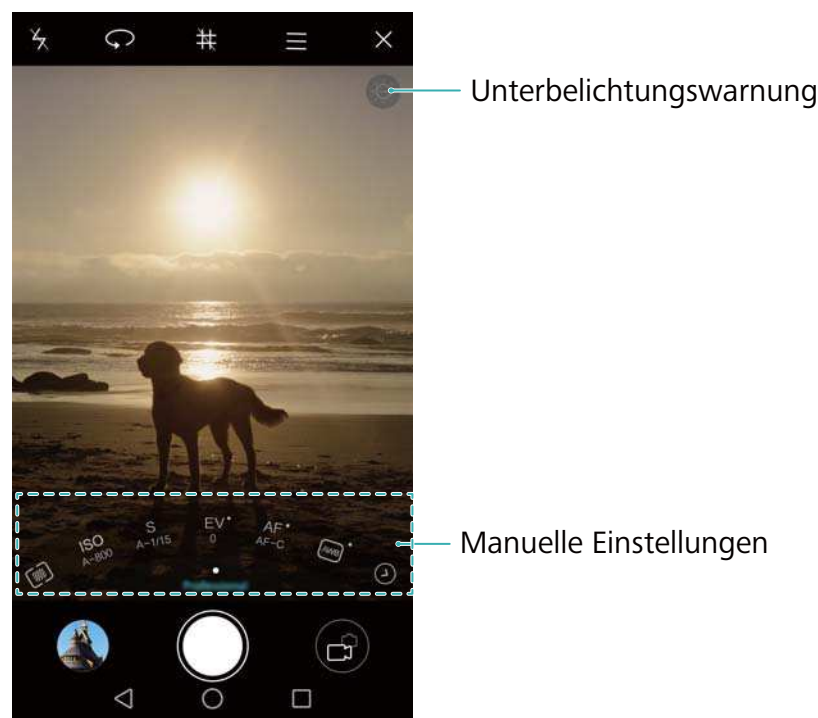 Unterbelichtungswarnung
ISO
A~800
S
A~1/15
EV
0
AF
AF-C
AWB
Manuelle Einstellungen